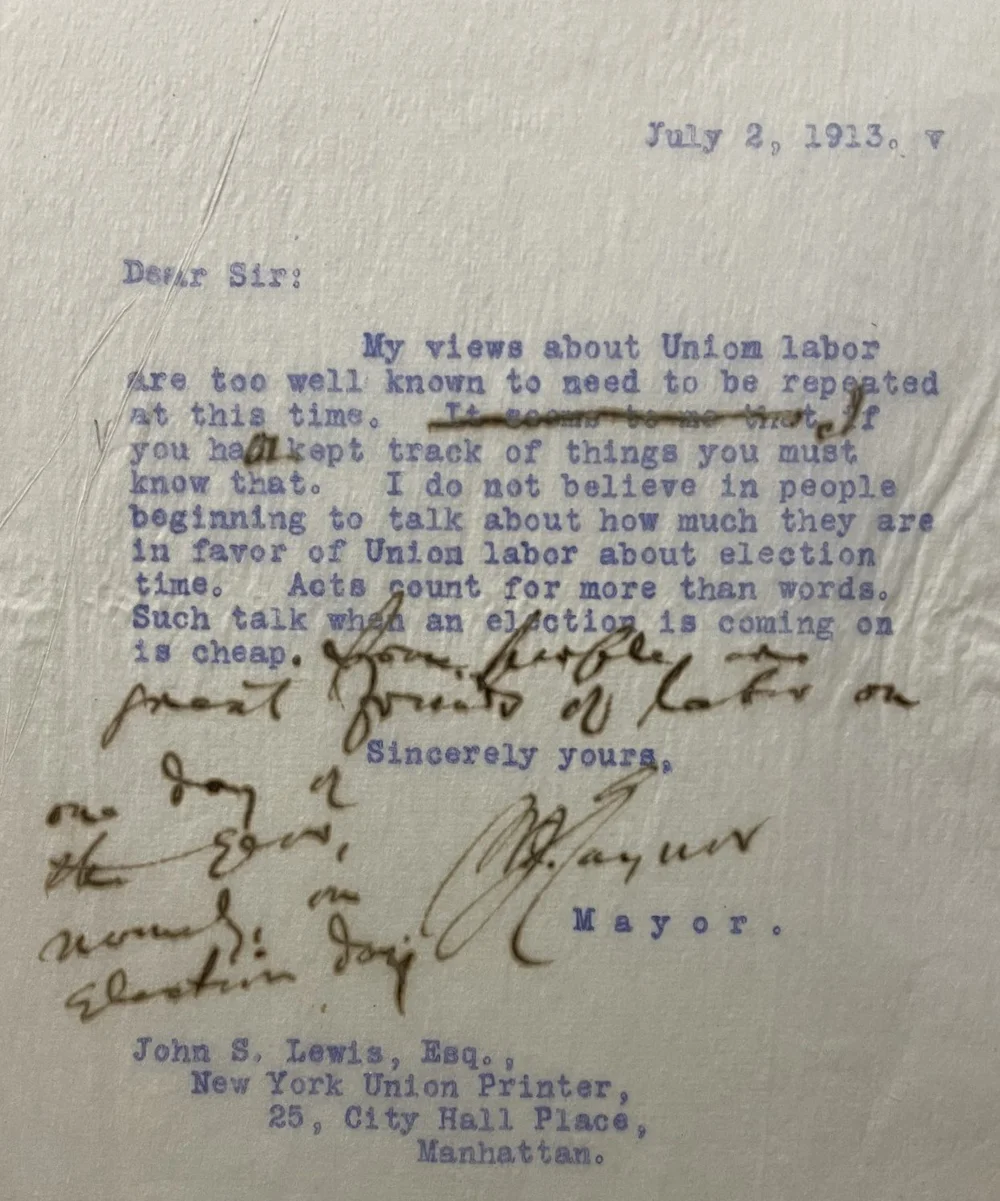 July 2, 1913. v
Dear Sir:
My views about Union labor
are too well known to need to be repeated
at this time. It seems to me that, If
you had kept track of things you must
know that. I do not believe in people
beginning to talk about how much they are
in favor of Union labor about election
time. Acts count for more than words.
Such talk when an election is coming on
is cheap. Some people are
great friends of labor on
Sincerely yours,
one day of
the year,
namely, on
Election day
WJGaynor
Mayor.
John S. Lewis, Esq.,
New York Union Printer,
25, City Hall Place,
Manhattan.